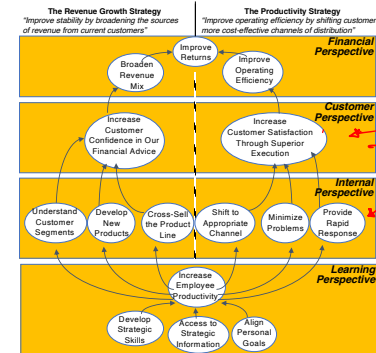 The Revenue Growth Strategy
"Improve stability by broadening the sources
of revenue from current customers"
The Productivity Strategy
"Improve operating efficiency by shifting customer
more cost-effective channels of distribution"
Financial
Perspective
Improve
Returns
Broaden
Revenue
Mix
Improve
Operating
Efficiency
Customer
Perspective
Increase
Customer
Confidence in Our
Financial Advice
Increase
Customer Satisfaction
Through Superior
Execution
Internal
Perspective
Understand
Customer
Segments
Develop
New
Products
Cross-Sell
the Product
Line
Shift to
Appropriate
Channel
Minimize
Problems
Provide
Rapid
Response
Learning
Perspective
Increase
Employee
Productivity
Develop
Strategic
Skills
Access to
Strategic
Information
Align
Personal
Goals